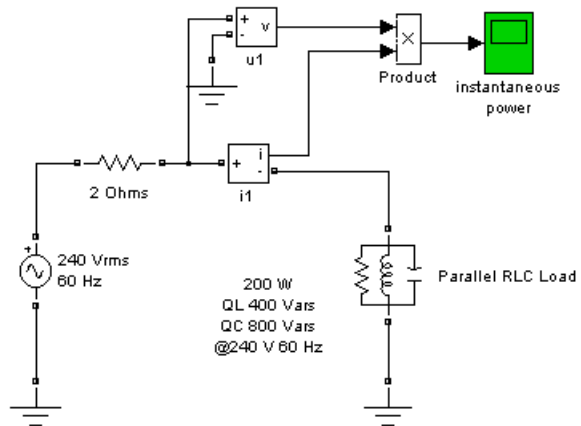 +
-
v
u1
×
Product
instantaneous
power
+
i
-
i1
2 Ohms
+
240 Vrms
60 Hz
200 W
QL 400 Vars
QC 800 Vars
@240 V 60 Hz
Parallel RLC Load